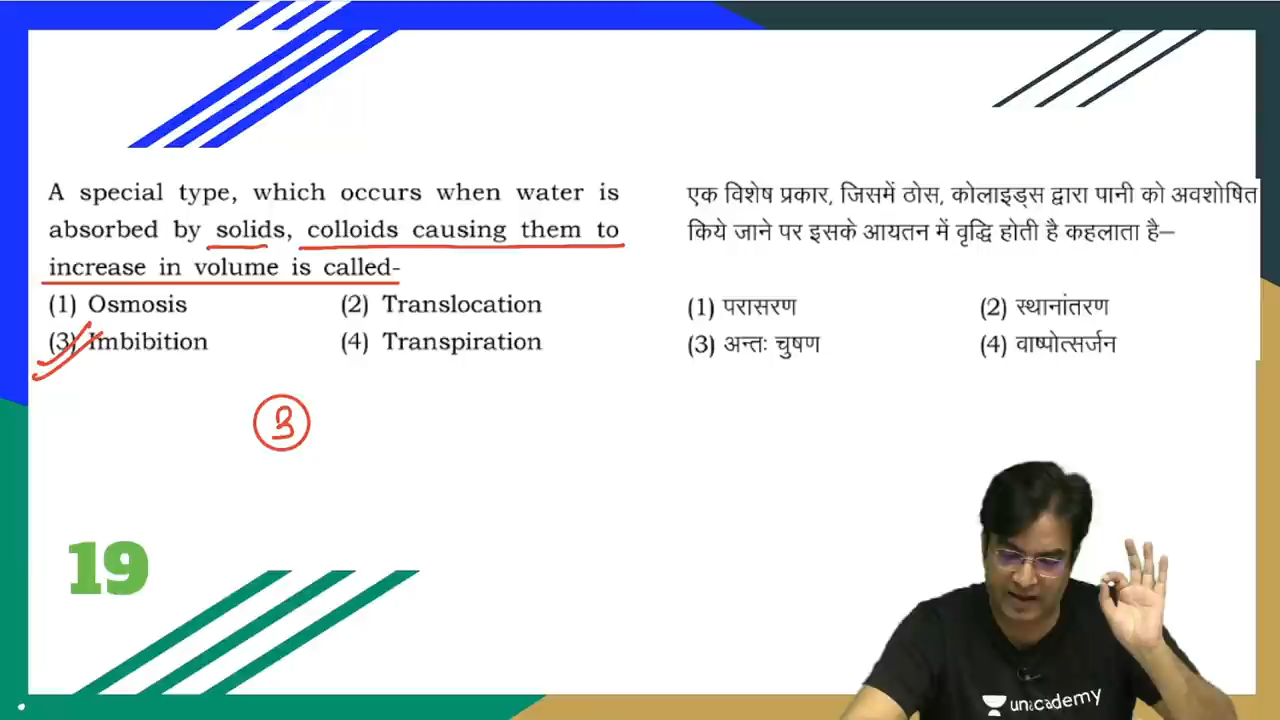 A special type, which occurs when water is
absorbed by solids, colloids causing them to
increase in volume is called-
(1) Osmosis (2) Translocation
(3) Imbibition (4) Transpiration
एक विशेष प्रकार, जिसमें ठोस, कोलाइड्स द्वारा पानी को अवशोषित
किये जाने पर इसके आयतन में वृद्धि होती है कहलाता है–
(1) परासरण (2) स्थानांतरण
(3) अन्तः चुषण (4) वाष्पोत्सर्जन
3
19
unacademy